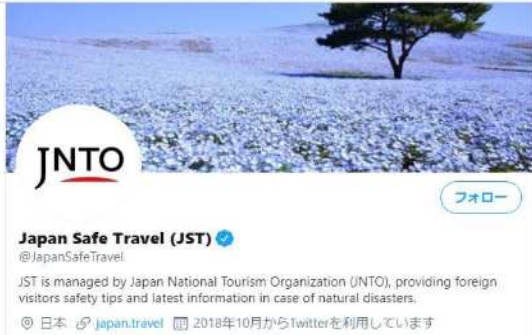 JNTO
フォロー
Japan Safe Travel (JST)
@JapanSafeTravel
JST is managed by Japan National Tourism Organization (JNTO), providing foreign
visitors safety tips and latest information in case of natural disasters.
日本 japan.travel 2018年10月からTwitterを利用しています